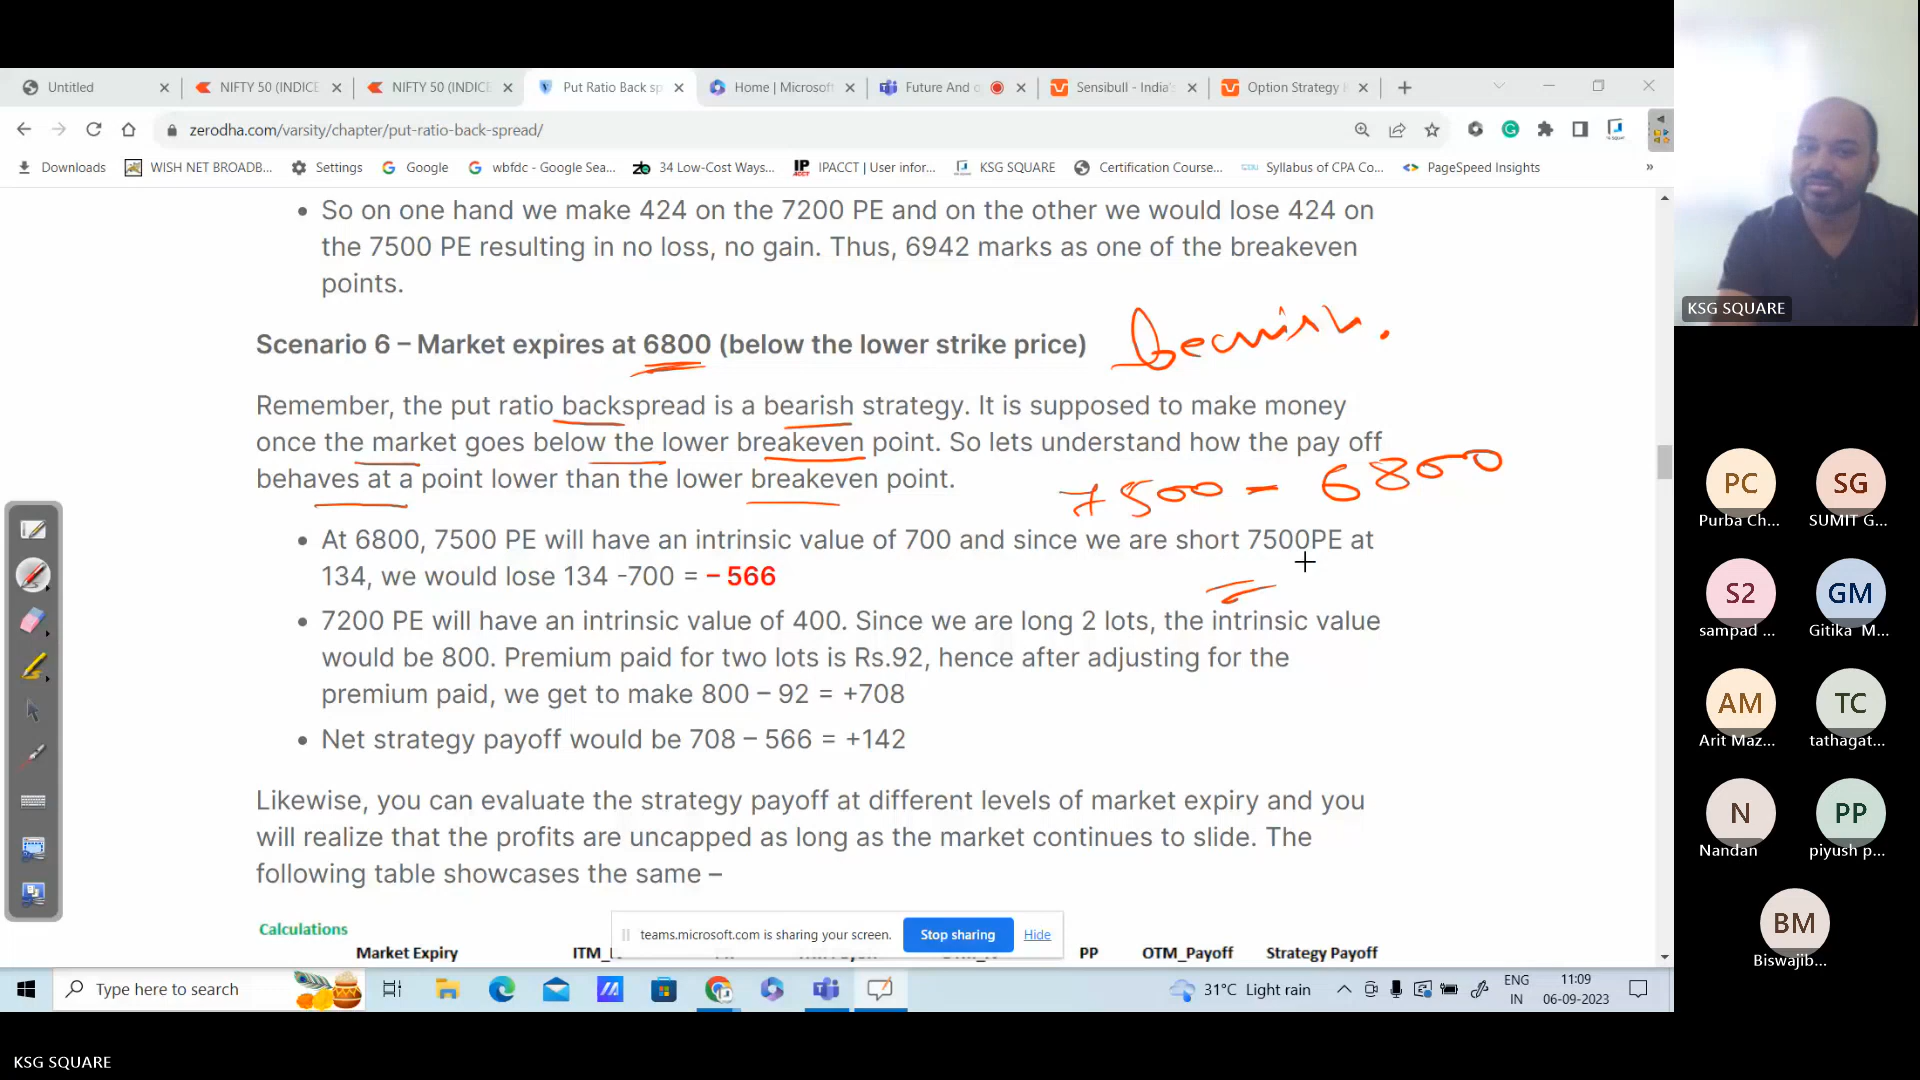 Untitled
NIFTY 50 (INDICE
NIFTY 50 (INDICE
Put Ratio Back sp
Home | Microsoft
Future And o
Sensibull - India's
Option Strategy
zerodha.com/varsity/chapter/put-ratio-back-spread/
Downloads
WISH NET BROADB...
Settings
Google
wbfdc - Google Sea...
34 Low-Cost Ways...
IPACCT | User infor...
KSG SQUARE
Certification Course...
Syllabus of CPA Co...
PageSpeed Insights
»
• So on one hand we make 424 on the 7200 PE and on the other we would lose 424 on
the 7500 PE resulting in no loss, no gain. Thus, 6942 marks as one of the breakeven
points.
Scenario 6 – Market expires at 6800 (below the lower strike price)
bearish.
Remember, the put ratio backspread is a bearish strategy. It is supposed to make money
once the market goes below the lower breakeven point. So lets understand how the pay off
behaves at a point lower than the lower breakeven point.
7500 - 6800
• At 6800, 7500 PE will have an intrinsic value of 700 and since we are short 7500PE at
134, we would lose 134 -700 = – 566
• 7200 PE will have an intrinsic value of 400. Since we are long 2 lots, the intrinsic value
would be 800. Premium paid for two lots is Rs.92, hence after adjusting for the
premium paid, we get to make 800 – 92 = +708
• Net strategy payoff would be 708 – 566 = +142
Likewise, you can evaluate the strategy payoff at different levels of market expiry and you
will realize that the profits are uncapped as long as the market continues to slide. The
following table showcases the same –
Calculations
Market Expiry
PP
OTM_Payoff
Strategy Payoff
teams.microsoft.com is sharing your screen.
Stop sharing
Hide
Type here to search
31°C Light rain
ENG
IN
11:09
06-09-2023
KSG SQUARE
PC
Purba Ch...
SG
SUMIT G...
S2
sampad ...
GM
Gitika M...
AM
Arit Maz...
TC
tathagat...
N
Nandan
PP
piyush p...
BM
Biswajib...
KSG SQUARE